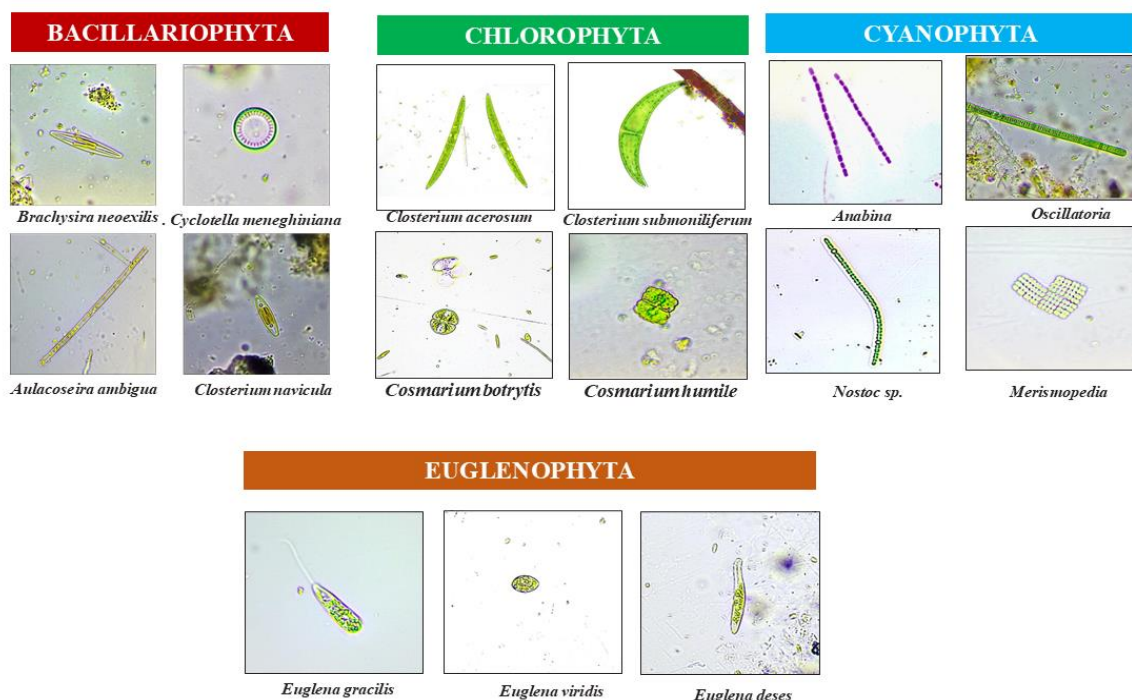 BACILLARIOPHYTA
CHLOROPHYTA
CYANOPHYTA
Brachysira neoexilis
. Cyclotella meneghiniana
Closterium acerosum
Closterium submoniliferum
Anabina
Oscillatoria
Aulacoseira ambigua
Closterium navicula
Cosmarium botrytis
Cosmarium humile
Nostoc sp.
Merismopedia
EUGLENOPHYTA
Euglena gracilis
Euglena viridis
Euglena deses